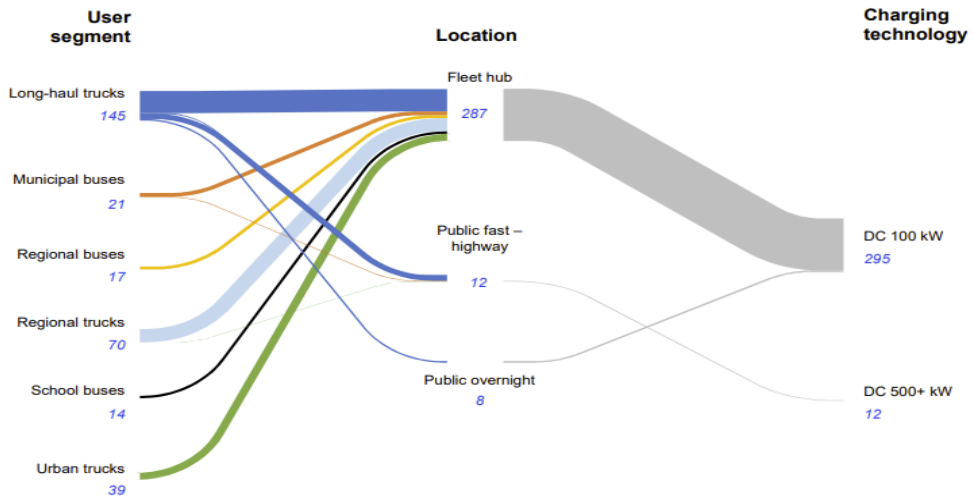 User
segment
Location
Charging
technology
Long-haul trucks
145
Municipal buses
21
Regional buses
17
Regional trucks
70
School buses
14
Urban trucks
39
Fleet hub
287
Public fast –
highway
12
Public overnight
8
DC 100 kW
295
DC 500+ kW
12